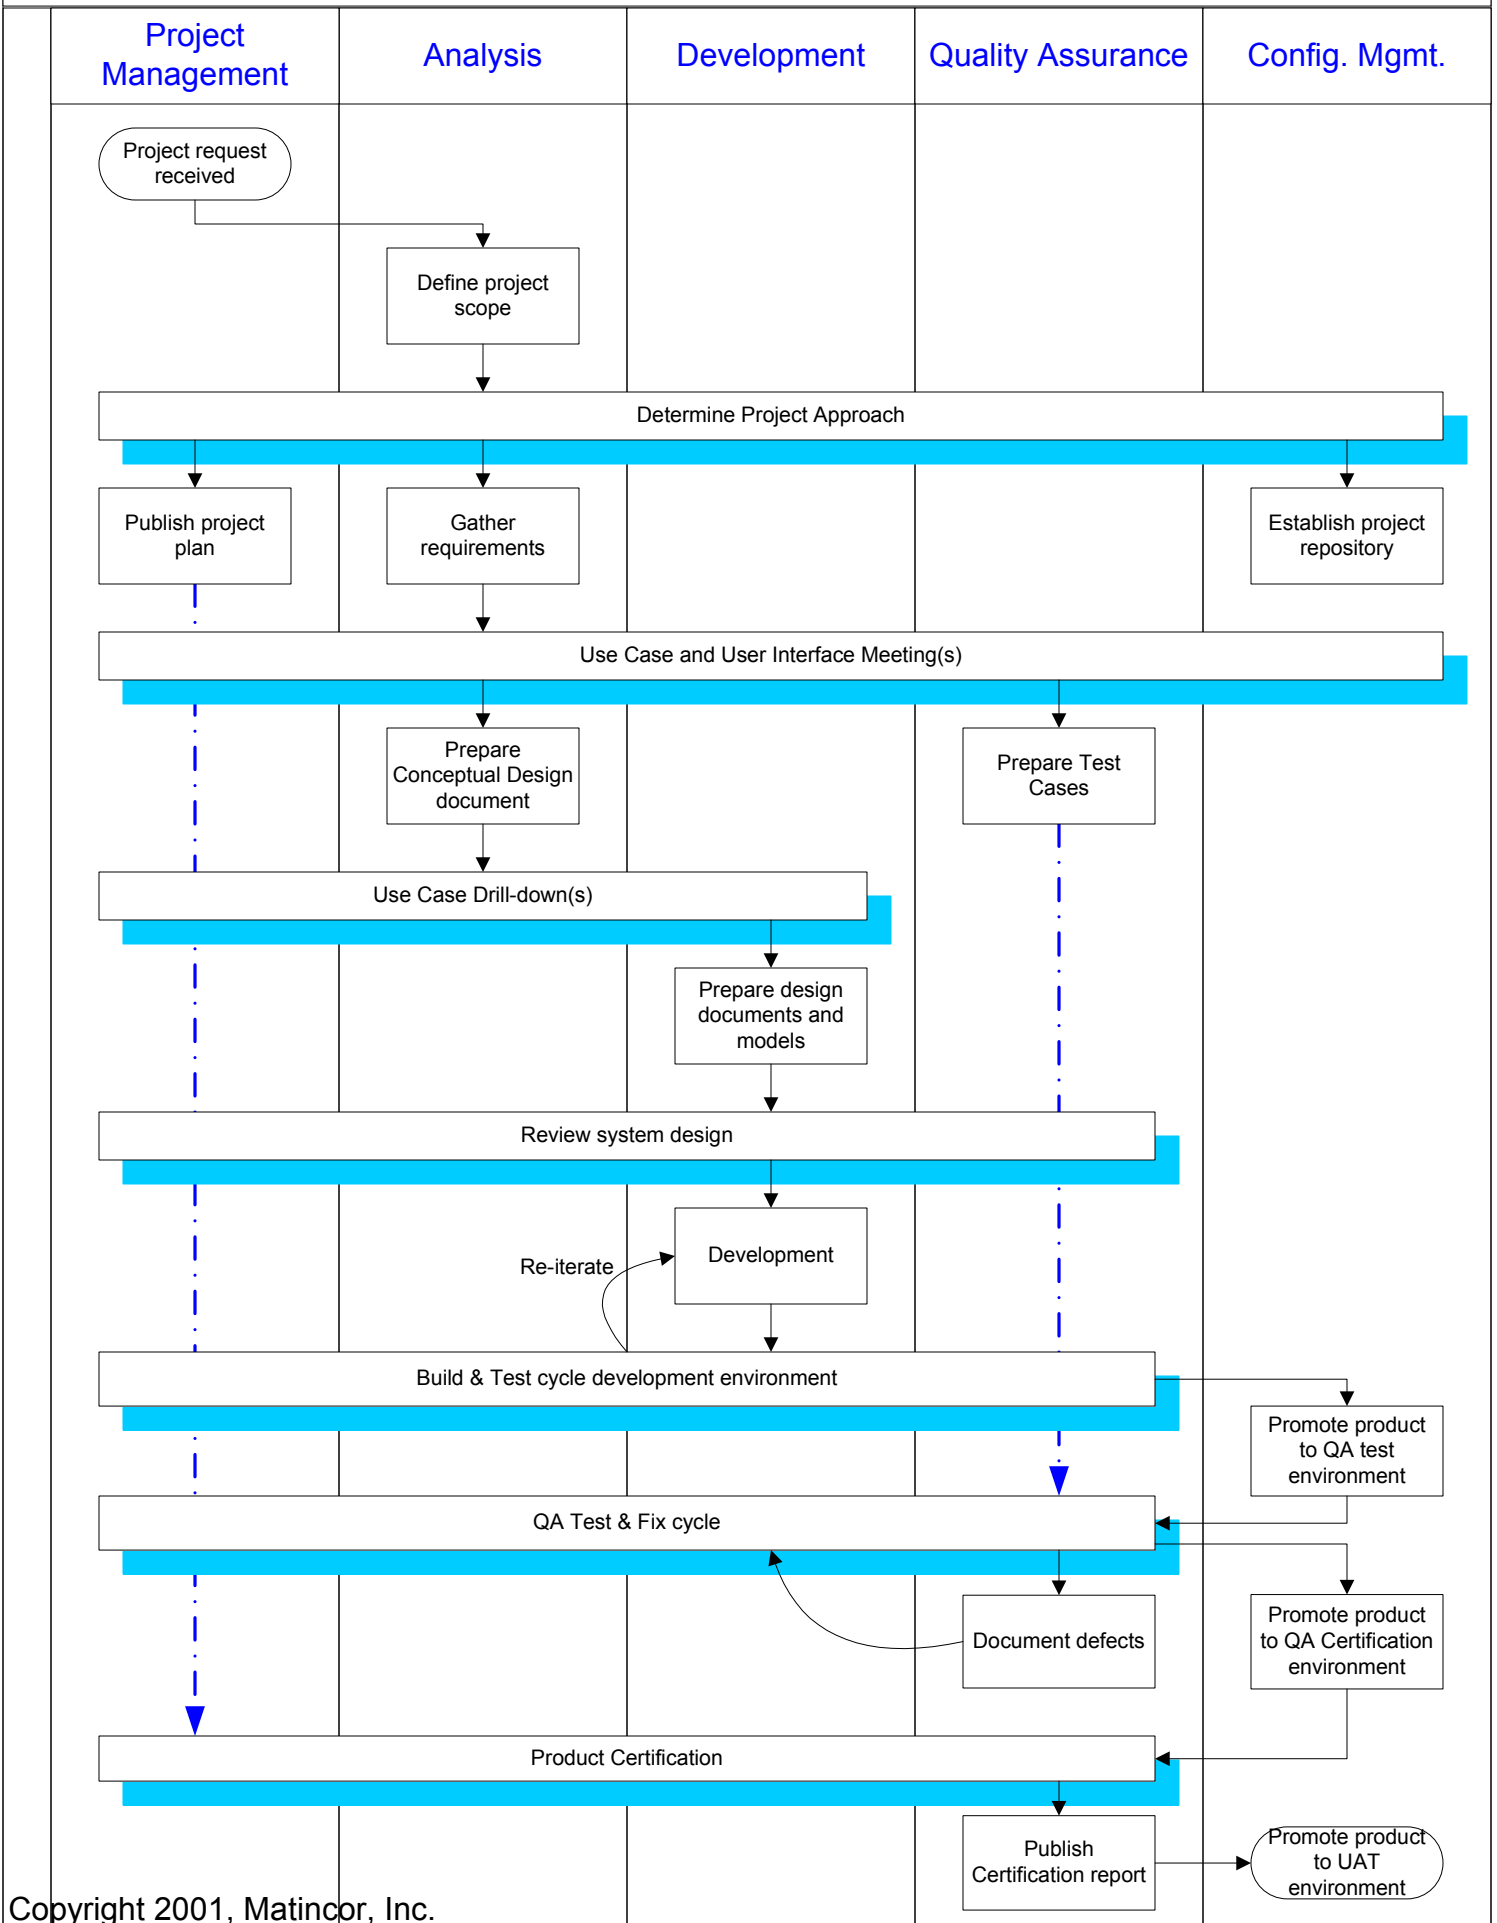 Project
Management
Analysis
Development
Quality Assurance
Config. Mgmt.
Project request
received
Define project
scope
Determine Project Approach
Publish project
plan
Gather
requirements
Establish project
repository
Use Case and User Interface Meeting(s)
Prepare
Conceptual Design
document
Prepare Test
Cases
Use Case Drill-down(s)
Prepare design
documents and
models
Review system design
Development
Re-iterate
Build & Test cycle development environment
Promote product
to QA test
environment
QA Test & Fix cycle
Document defects
Promote product
to QA Certification
environment
Product Certification
Publish
Certification report
Promote product
to UAT
environment
Copyright 2001, Matincor, Inc.